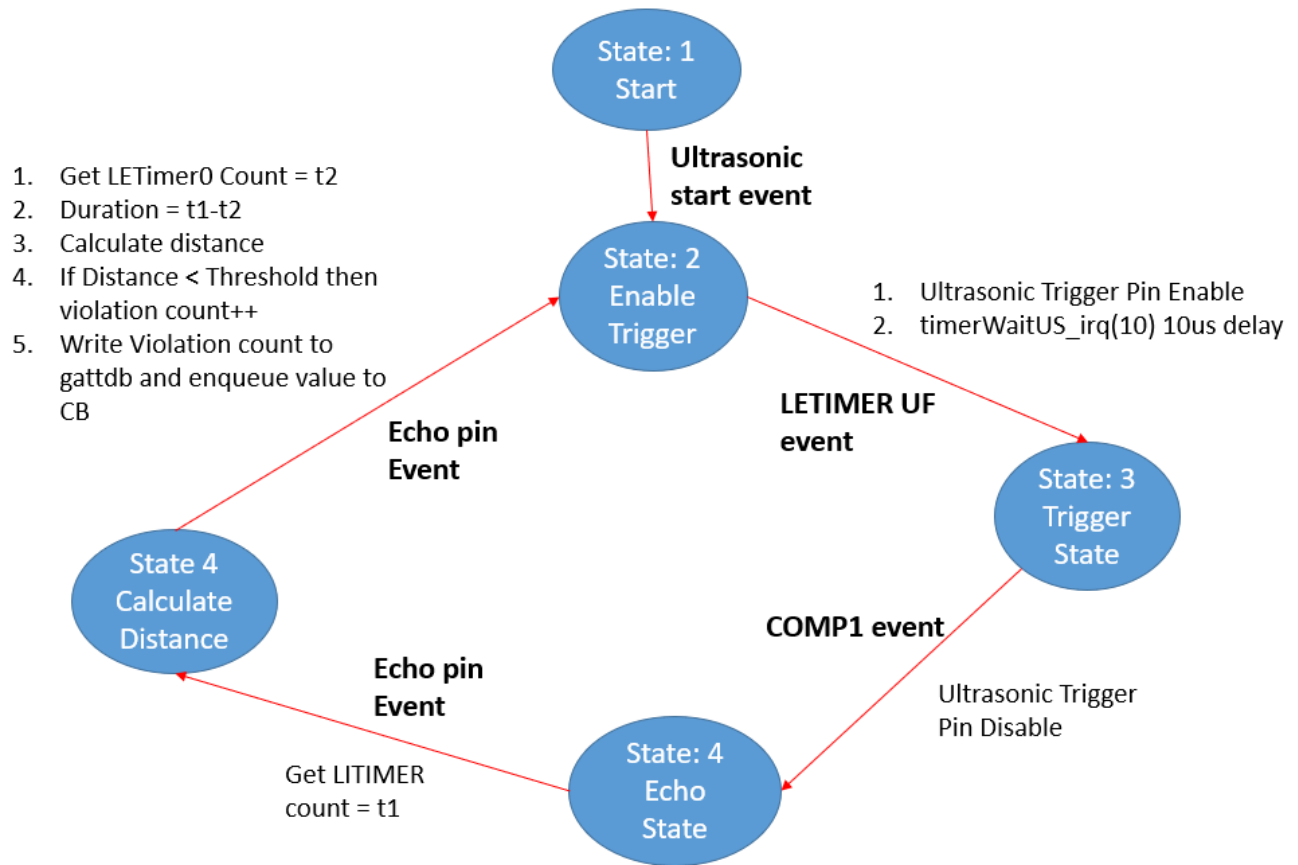 State: 1
Start
Ultrasonic
start event
1. Get LETimer0 Count = t2
2. Duration = t1-t2
3. Calculate distance
4. If Distance < Threshold then
violation count++
5. Write Violation count to
gattdb and enqueue value to
CB
State: 2
Enable
Trigger
1. Ultrasonic Trigger Pin Enable
2. timerWaitUS_irq(10) 10us delay
LETIMER UF
event
Echo pin
Event
State: 3
Trigger
State
State 4
Calculate
Distance
COMP1 event
Ultrasonic Trigger
Pin Disable
Echo pin
Event
Get LITIMER
count = t1
State: 4
Echo
State